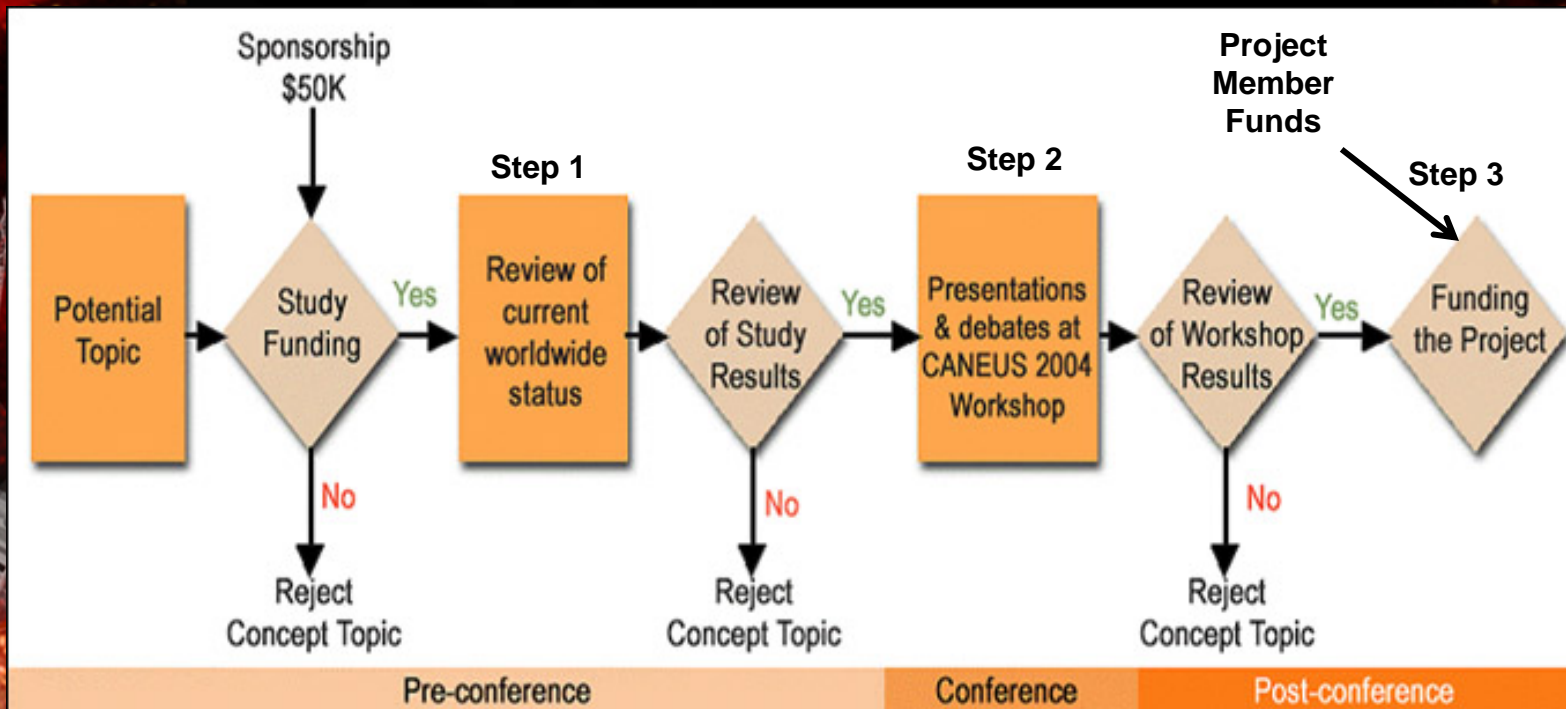 Sponsorship
$50K
Project
Member
Funds
Step 1
Step 2
Step 3
Potential
Topic
Study
Funding
Yes
Review of
current
worldwide
status
Review
of Study
Results
Yes
Presentations
& debates at
CANEUS 2004
Workshop
Review
of Workshop
Results
Yes
Funding
the Project
No
No
No
Reject
Concept Topic
Reject
Concept Topic
Reject
Concept Topic
Pre-conference
Conference
Post-conference